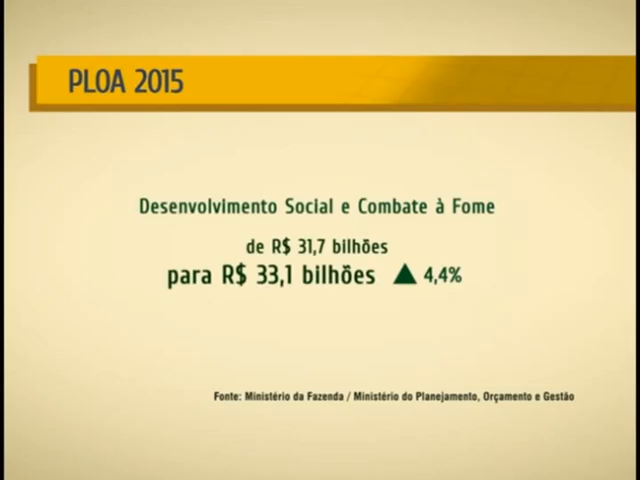 PLOA 2015
Desenvolvimento Social e Combate à Fome
de R$ 31,7 bilhões
para R$ 33,1 bilhões ▲ 4,4%
Fonte: Ministério da Fazenda / Ministério do Planejamento, Orçamento e Gestão